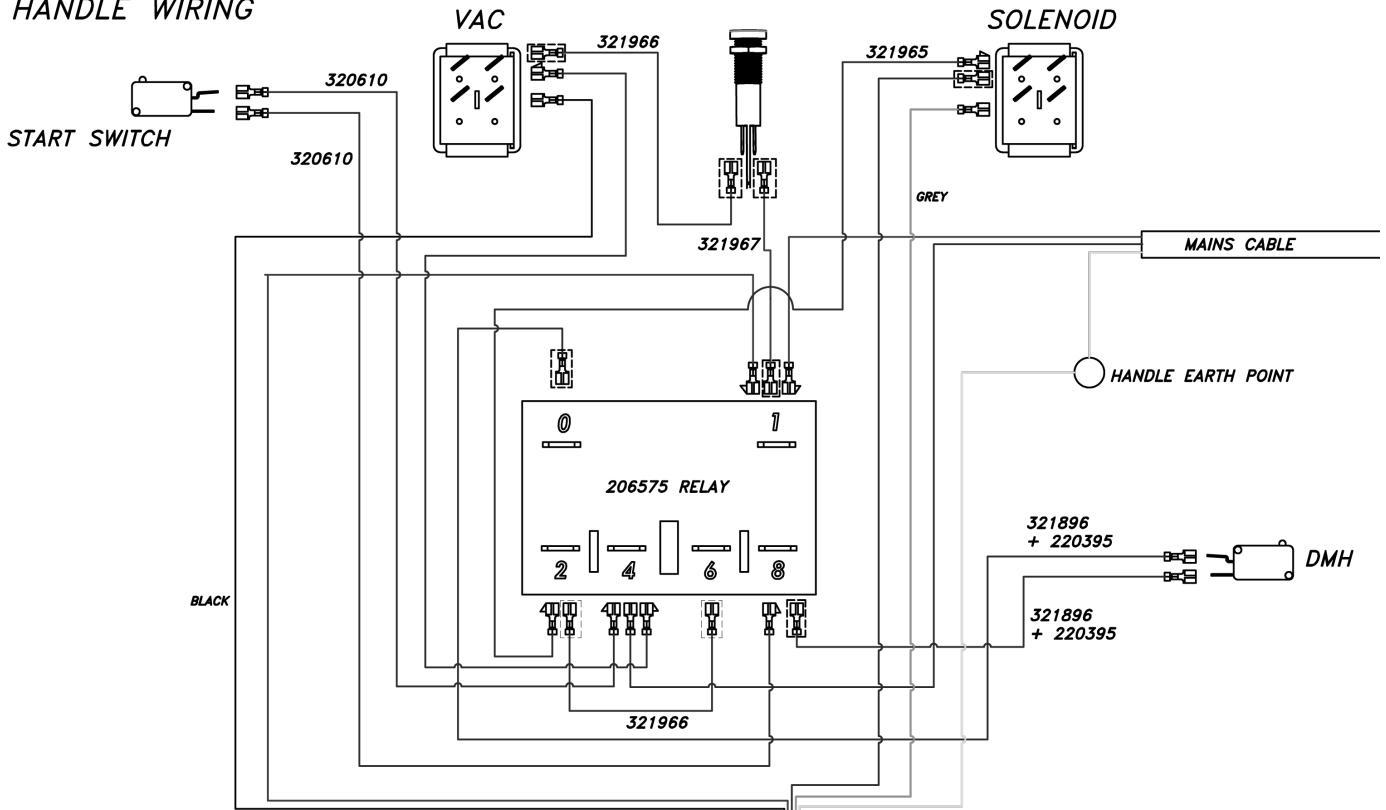 HANDLE WIRING
VAC
SOLENOID
321966
321965
320610
START SWITCH
320610
GREY
321967
MAINS CABLE
HANDLE EARTH POINT
0
1
206575 RELAY
321896
+ 220395
DMH
2
4
6
8
BLACK
321896
+ 220395
321966